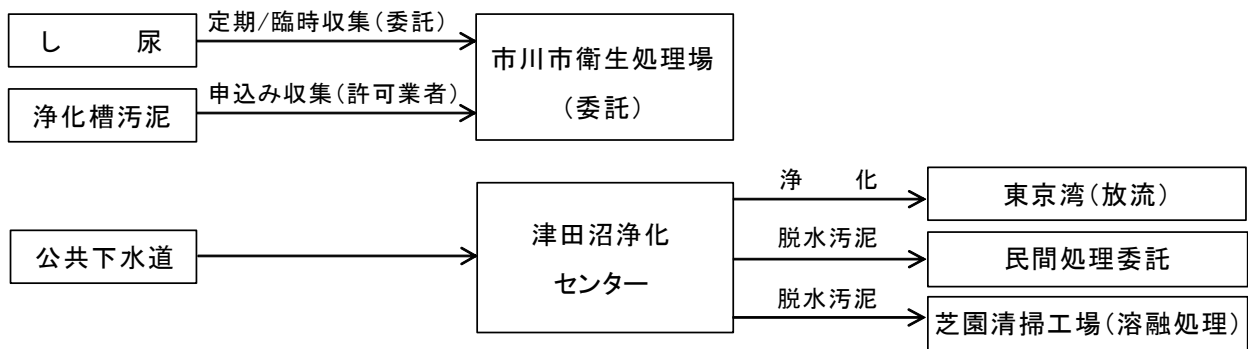 し　尿
定期/臨時収集(委託)
市川市衛生処理場
(委託)
浄化槽汚泥
申込み収集(許可業者)
公共下水道
津田沼浄化
センター
浄　化
東京湾(放流)
脱水汚泥
民間処理委託
脱水汚泥
芝園清掃工場(溶融処理)